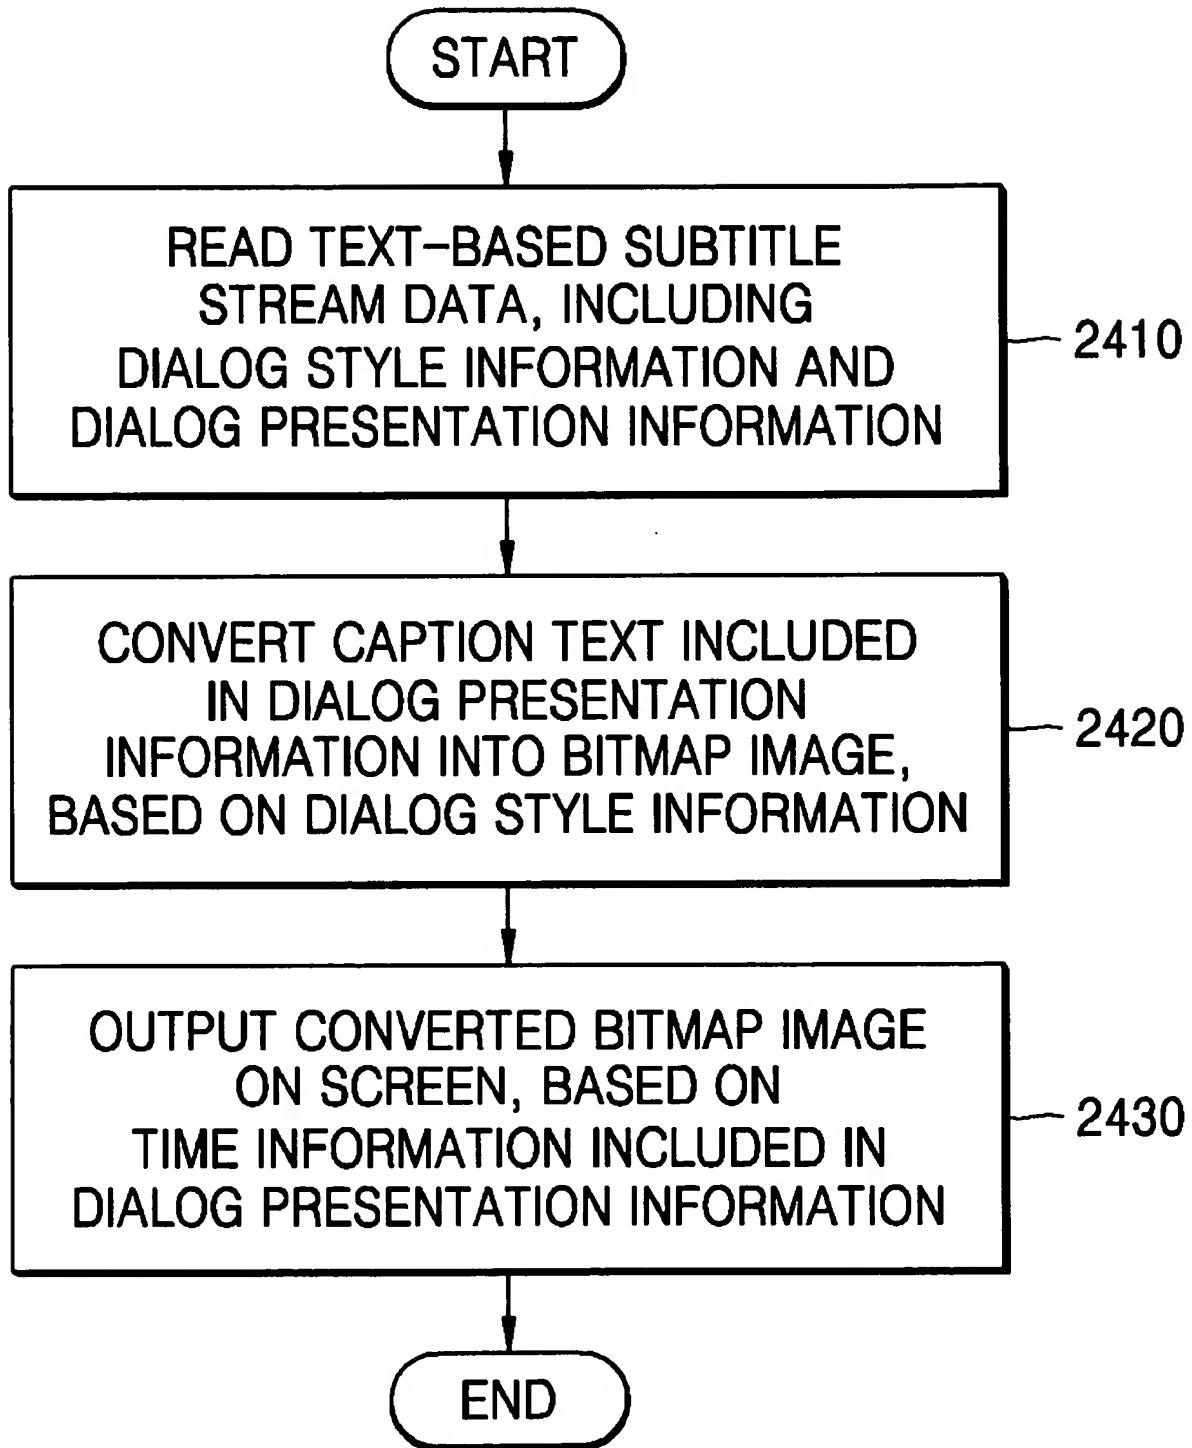 START
READ TEXT-BASED SUBTITLE
STREAM DATA, INCLUDING
DIALOG STYLE INFORMATION AND
DIALOG PRESENTATION INFORMATION
2410
CONVERT CAPTION TEXT INCLUDED
IN DIALOG PRESENTATION
INFORMATION INTO BITMAP IMAGE,
BASED ON DIALOG STYLE INFORMATION
2420
OUTPUT CONVERTED BITMAP IMAGE
ON SCREEN, BASED ON
TIME INFORMATION INCLUDED IN
DIALOG PRESENTATION INFORMATION
2430
END